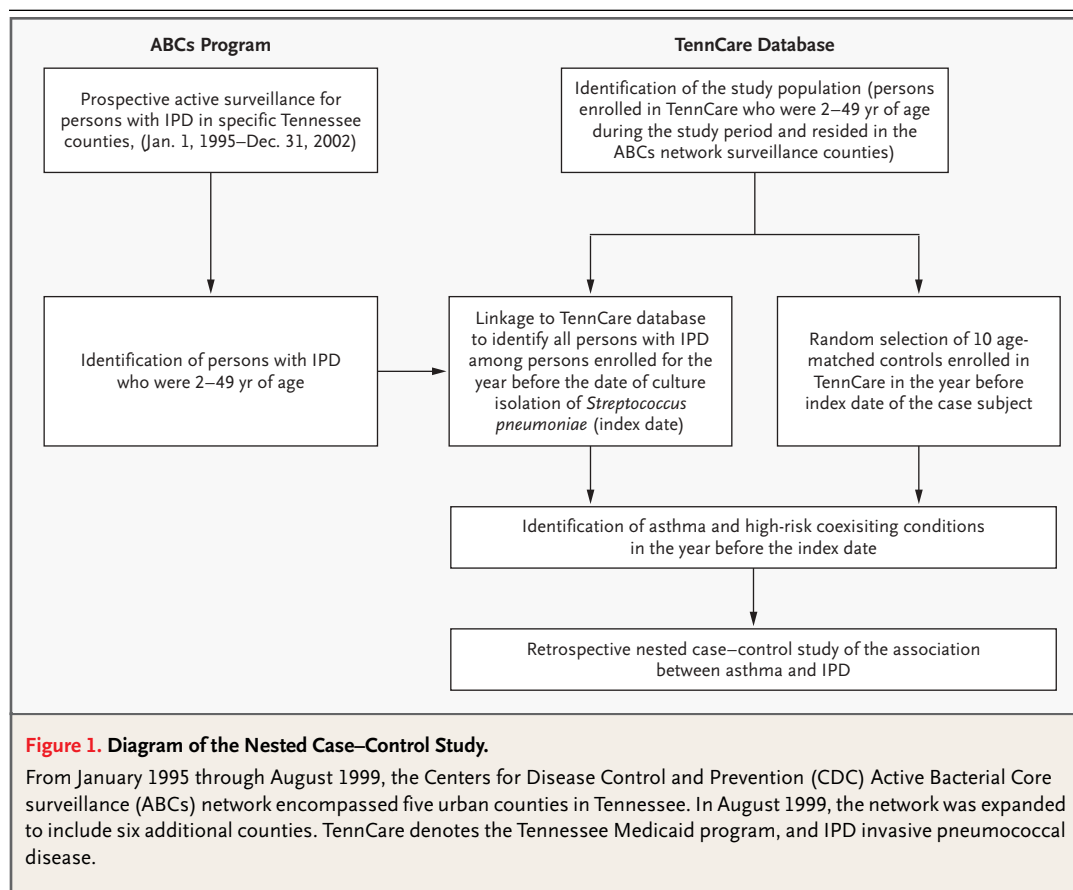 ABCs Program
TennCare Database
Prospective active surveillance for
persons with IPD in specific Tennessee
counties, (Jan. 1, 1995–Dec. 31, 2002)
Identification of the study population (persons
enrolled in TennCare who were 2–49 yr of age
during the study period and resided in the
ABCs network surveillance counties)
Identification of persons with IPD
who were 2–49 yr of age
Linkage to TennCare database
to identify all persons with IPD
among persons enrolled for the
year before the date of culture
isolation of Streptococcus
pneumoniae (index date)
Random selection of 10 age-
matched controls enrolled in
TennCare in the year before
index date of the case subject
Identification of asthma and high-risk coexisiting conditions
in the year before the index date
Retrospective nested case–control study of the association
between asthma and IPD
Figure 1. Diagram of the Nested Case–Control Study.
From January 1995 through August 1999, the Centers for Disease Control and Prevention (CDC) Active Bacterial Core
surveillance (ABCs) network encompassed five urban counties in Tennessee. In August 1999, the network was expanded
to include six additional counties. TennCare denotes the Tennessee Medicaid program, and IPD invasive pneumococcal
disease.